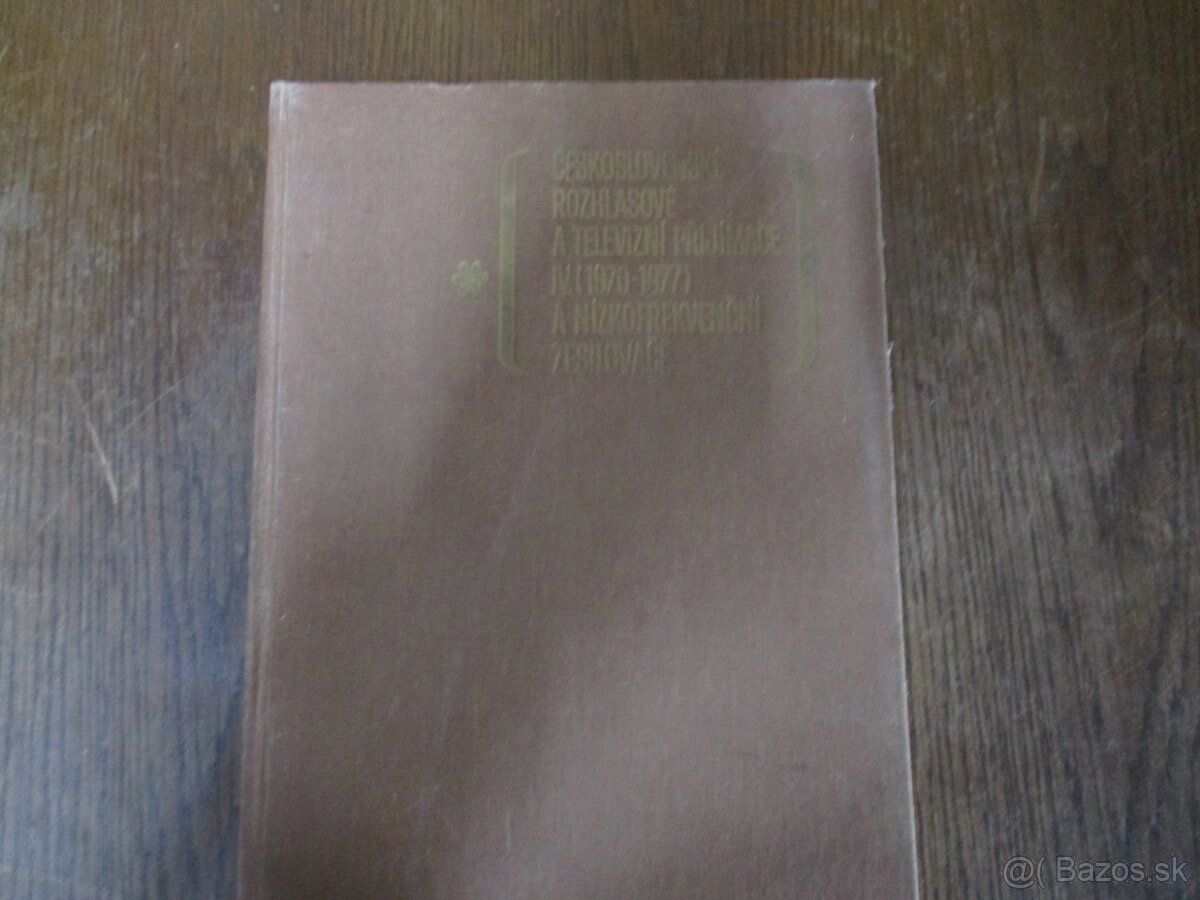 ČESKOSLOVENSKÉ
ROZHLASOVÉ
A TELEVIZNÍ PŘIJÍMAČE
IV.(1970-1977)
A NÍZKOFREKVENČNÍ
ZESILOVAČE
@( Bazos.sk